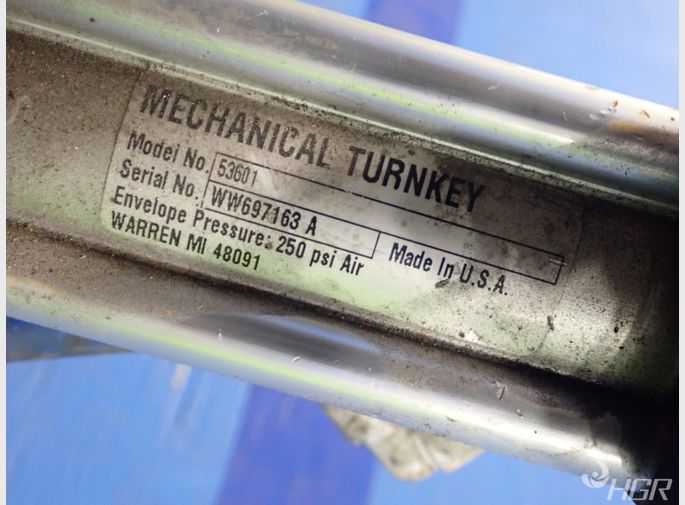 MECHANICAL TURNKEY
Model No. 53601
Serial No. WW697163 A
Envelope Pressure: 250 psi Air Made In U.S.A.
WARREN MI 48091
HGR